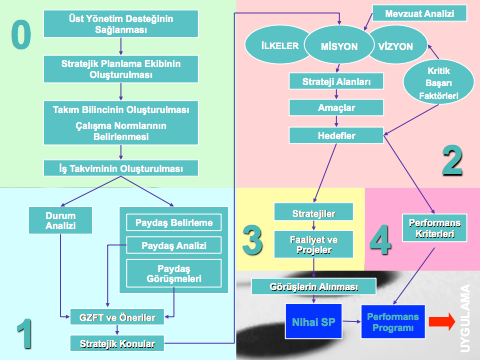 0
Üst Yönetim Desteğinin
Sağlanması
Stratejik Planlama Ekibinin
Oluşturulması
Takım Bilincinin Oluşturulması
Çalışma Normlarının
Belirlenmesi
İş Takviminin Oluşturulması
Mevzuat Analizi
İLKELER
MİSYON
VİZYON
Strateji Alanları
Kritik
Başarı
Faktörleri
Amaçlar
Hedefler
2
1
Durum
Analizi
Paydaş Belirleme
Paydaş Analizi
Paydaş
Görüşmeleri
GZFT ve Öneriler
Stratejik Konular
3
Stratejiler
Faaliyet ve
Projeler
4
Performans
Kriterleri
Görüşlerin Alınması
Nihai SP
Performans
Programı
UYGULAMA